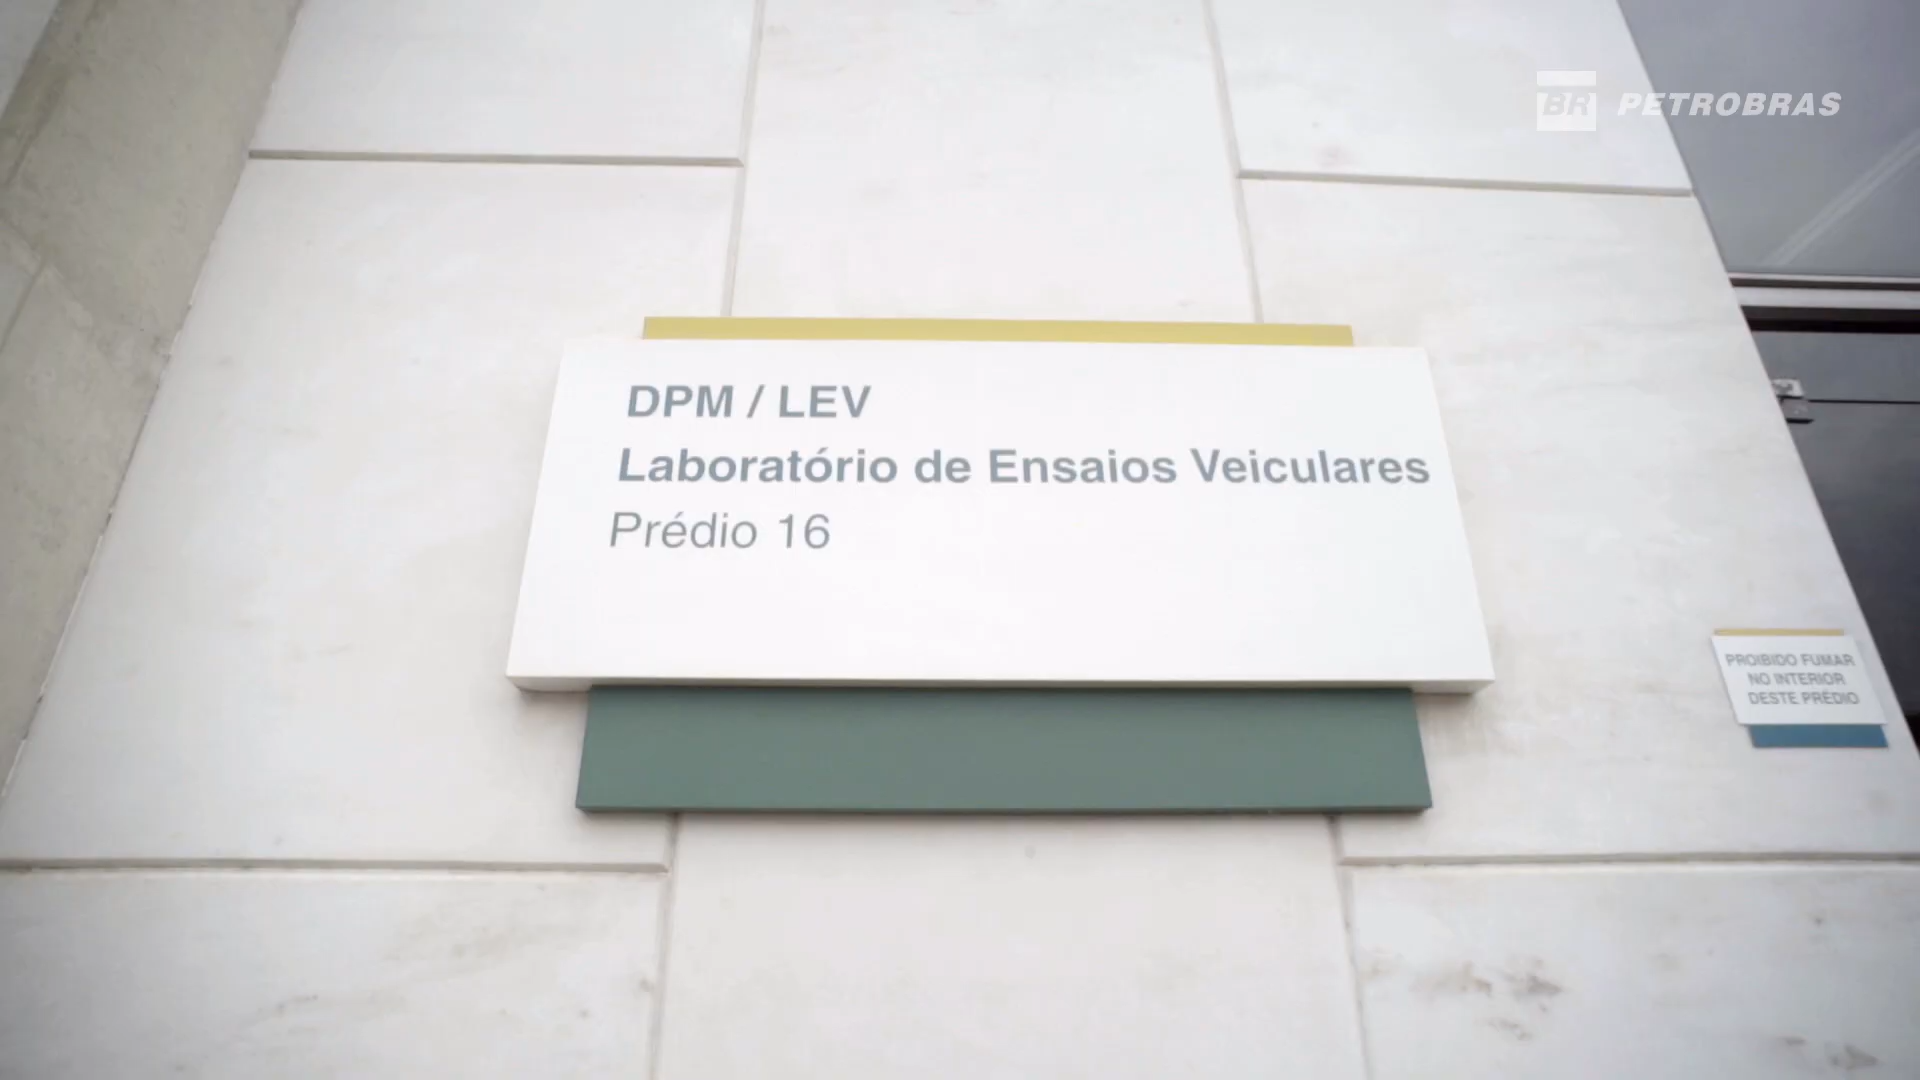 BR PETROBRAS
DPM / LEV
Laboratório de Ensaios Veiculares
Prédio 16
PROIBIDO FUMAR
NO INTERIOR
DESTE PRÉDIO